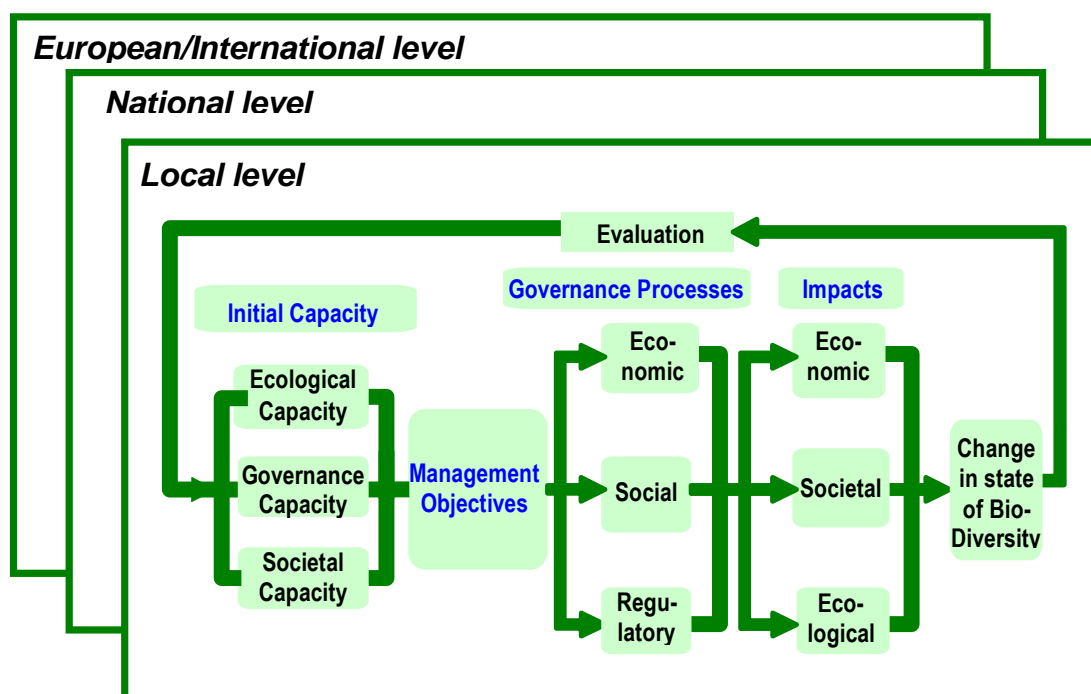 European/International level
National level
Local level
Evaluation
Initial Capacity
Governance Processes
Impacts
Ecological
Capacity
Governance
Capacity
Societal
Capacity
Management
Objectives
Eco-
nomic
Social
Regu-
latory
Eco-
nomic
Societal
Eco-
logical
Change
in state
of Bio-
Diversity